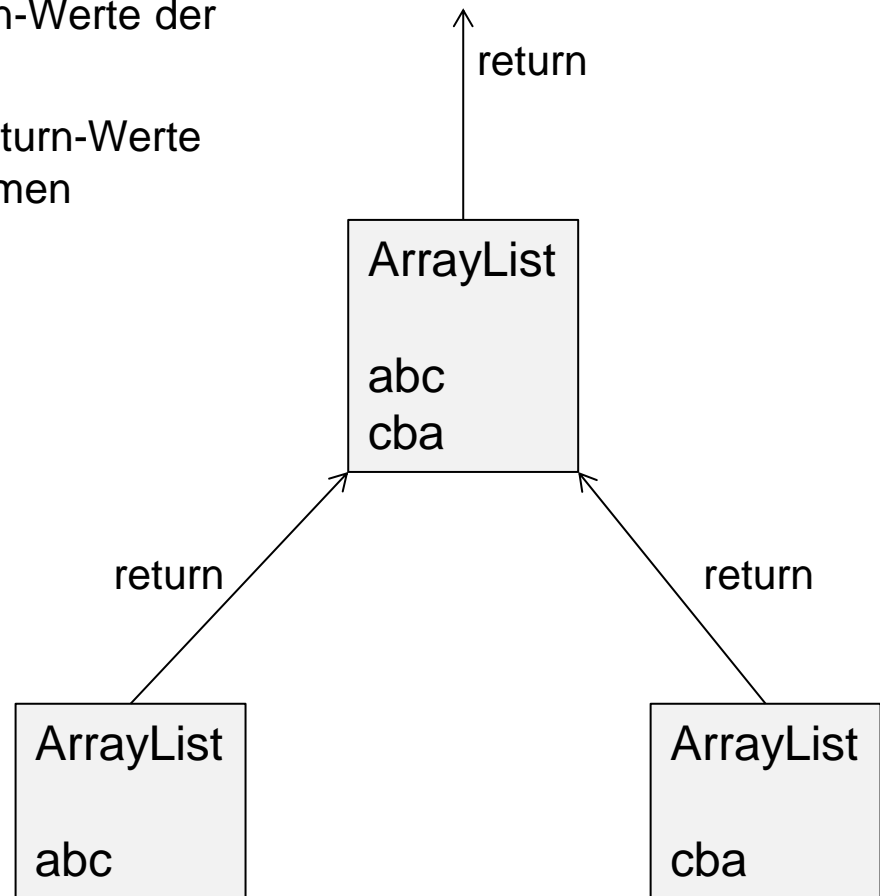 n-Werte der
return
turn-Werte
men
ArrayList
abc
cba
return
return
ArrayList
abc
ArrayList
cba